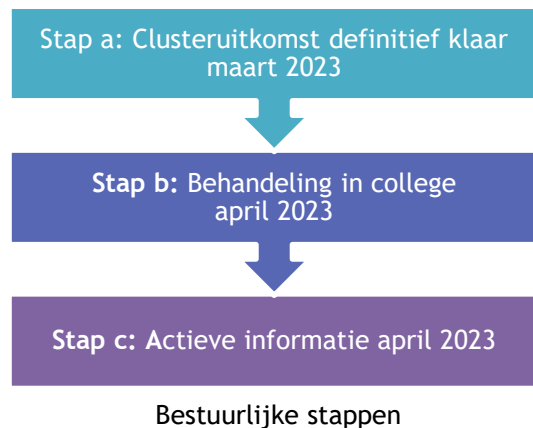 Stap a: Clusteruitkomst definitief klaar
maart 2023
Stap b: Behandeling in college
april 2023
Stap c: Actieve informatie april 2023
Bestuurlijke stappen